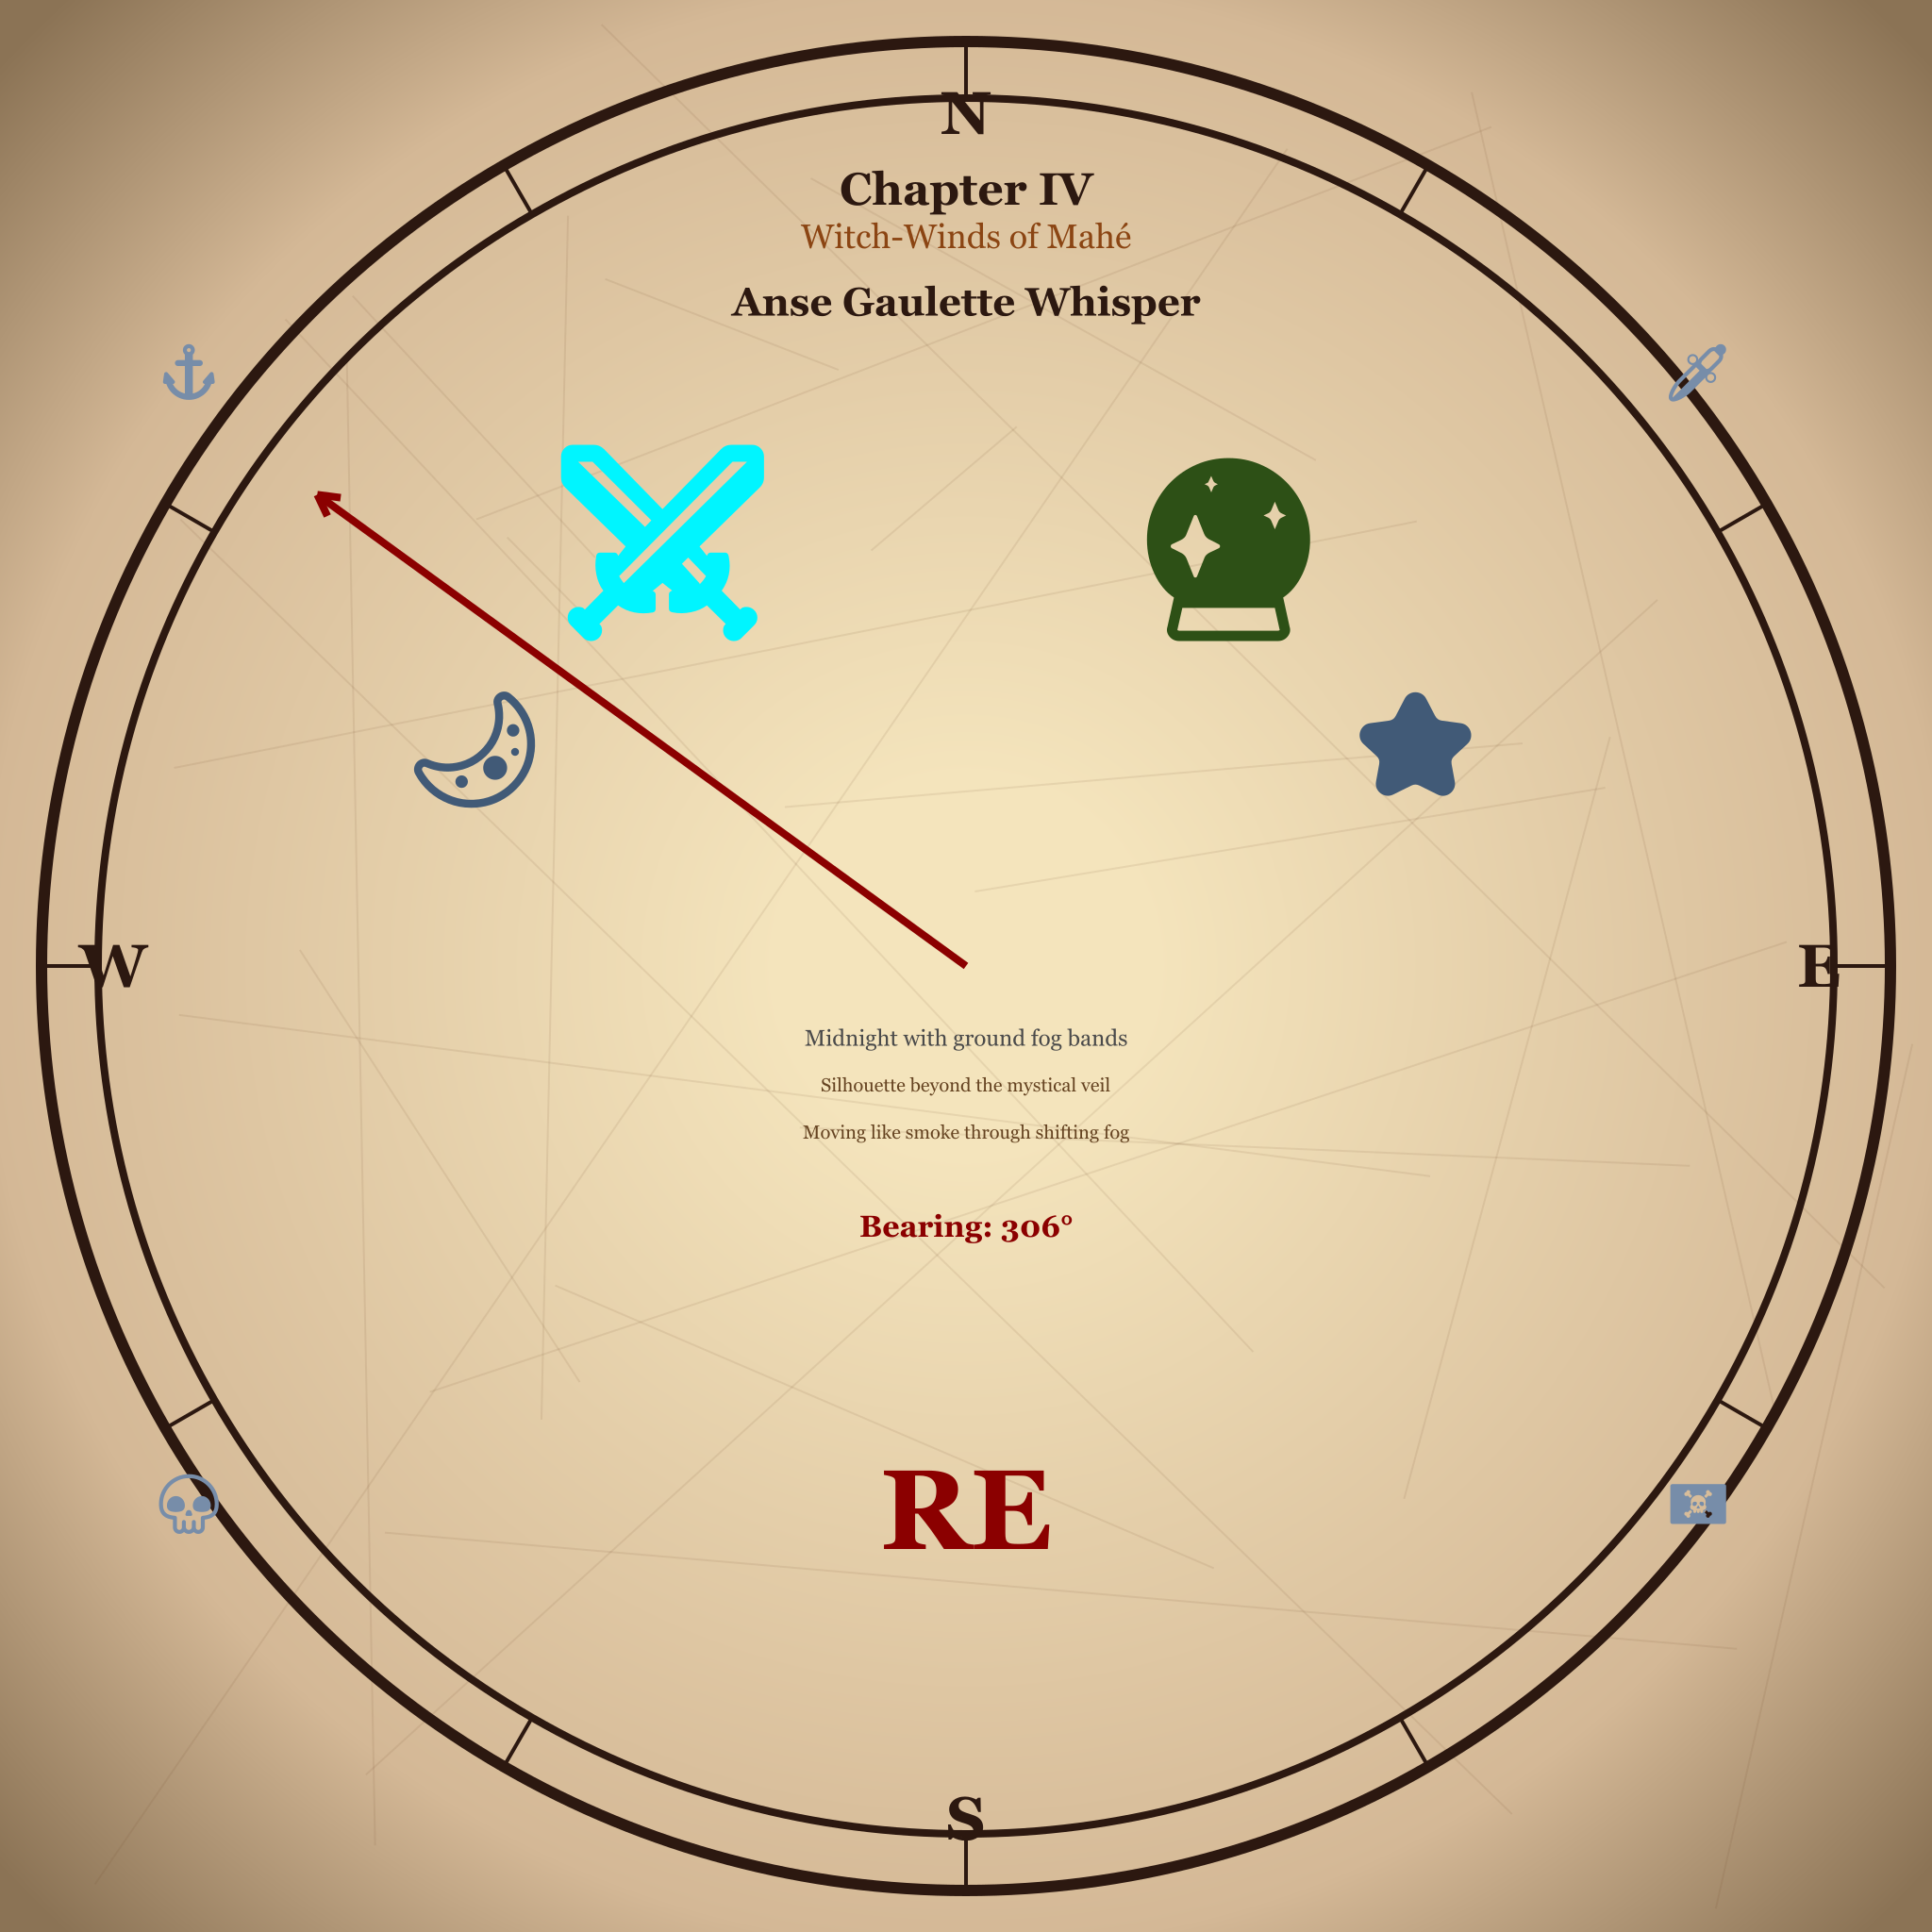 N
Chapter IV
Witch-Winds of Mahé
Anse Gaulette Whisper
W
E
Midnight with ground fog bands
Silhouette beyond the mystical veil
Moving like smoke through shifting fog
Bearing: 306°
RE
S